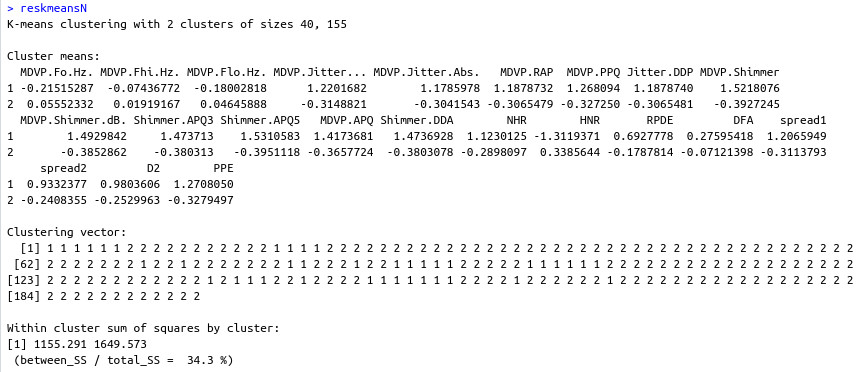 > reskmeansN
K-means clustering with 2 clusters of sizes 40, 155
Cluster means:
MDVP.Fo.Hz. MDVP.Fhi.Hz. MDVP.Flo.Hz. MDVP.Jitter... MDVP.Jitter.Abs. MDVP.RAP MDVP.PPQ Jitter.DDP MDVP.Shimmer
1 -0.21515287 -0.07436772 -0.18002818 1.2201682 1.1785978 1.1878732 1.268094 1.1878740 1.5218076
2 0.05552332 0.01919167 0.04645888 -0.3148821 -0.3041543 -0.3065479 -0.327250 -0.3065481 -0.3927245
MDVP.Shimmer.dB. Shimmer.APQ3 Shimmer.APQ5 MDVP.APQ Shimmer.DDA NHR HNR RPDE DFA spread1
1 1.4929842 1.473713 1.5310583 1.4173681 1.4736928 1.1230125 -1.3119371 0.6927778 0.27595418 1.2065949
2 -0.3852862 -0.380313 -0.3951118 -0.3657724 -0.3803078 -0.2898097 0.3385644 -0.1787814 -0.07121398 -0.3113793
spread2 D2 PPE
1 0.9332377 0.9803606 1.2708050
2 -0.2408355 -0.2529963 -0.3279497
Clustering vector:
[1] 1 1 1 1 1 1 2 2 2 2 2 2 2 2 2 2 2 1 1 1 1 2 2 2 2 2 2 2 2 2 2 2 2 2 2 2 2 2 2 2 2 2 2 2 2 2 2 2 2 2 2 2 2 2 2 2 2 2 2 2 2
[62] 2 2 2 2 2 2 2 1 2 2 1 2 2 2 2 2 2 2 1 1 2 2 2 1 2 2 1 1 1 1 1 2 2 2 2 2 1 1 1 1 1 1 2 2 2 2 2 2 2 2 2 2 2 2 2 2 2 2 2 2 2
[123] 2 2 2 2 2 2 2 2 2 2 2 2 1 2 1 1 1 2 2 1 2 2 2 2 1 1 1 1 1 1 1 2 2 2 2 1 2 2 2 2 2 2 1 2 2 2 2 2 2 2 2 2 2 2 2 2 2 2 2 2 2
[184] 2 2 2 2 2 2 2 2 2 2 2 2
Within cluster sum of squares by cluster:
[1] 1155.291 1649.573
(between_SS / total_SS = 34.3 %)